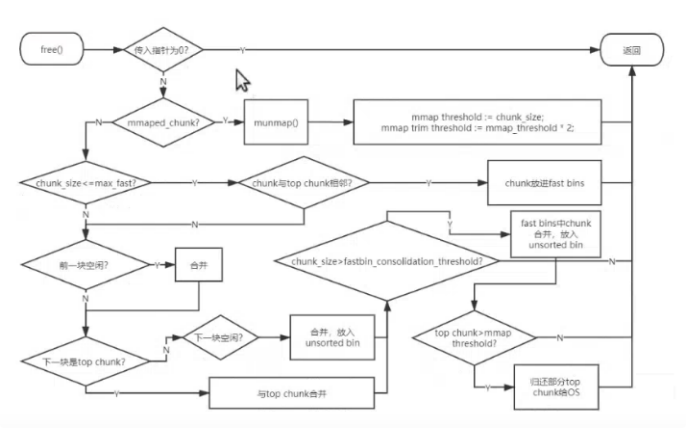 free()
传入指针为0?
Y
返回
N
mmaped_chunk?
N
Y
munmap()
mmap threshold := chunk_size;
mmap trim threshold := mmap_threshold * 2;
chunk_size<=max_fast?
Y
chunk与top chunk相邻?
Y
chunk放进fast bins
N
N
前一块空闲?
Y
合并
N
chunk_size>fastbin_consolidation_threshold?
Y
fast bins中chunk
合并，放入
unsorted bin
N
下一块是top chunk?
N
下一块空闲?
Y
合并，放入
unsorted bin
top chunk>mmap
threshold?
N
Y
与top chunk合并
Y
归还部分top
chunk给OS